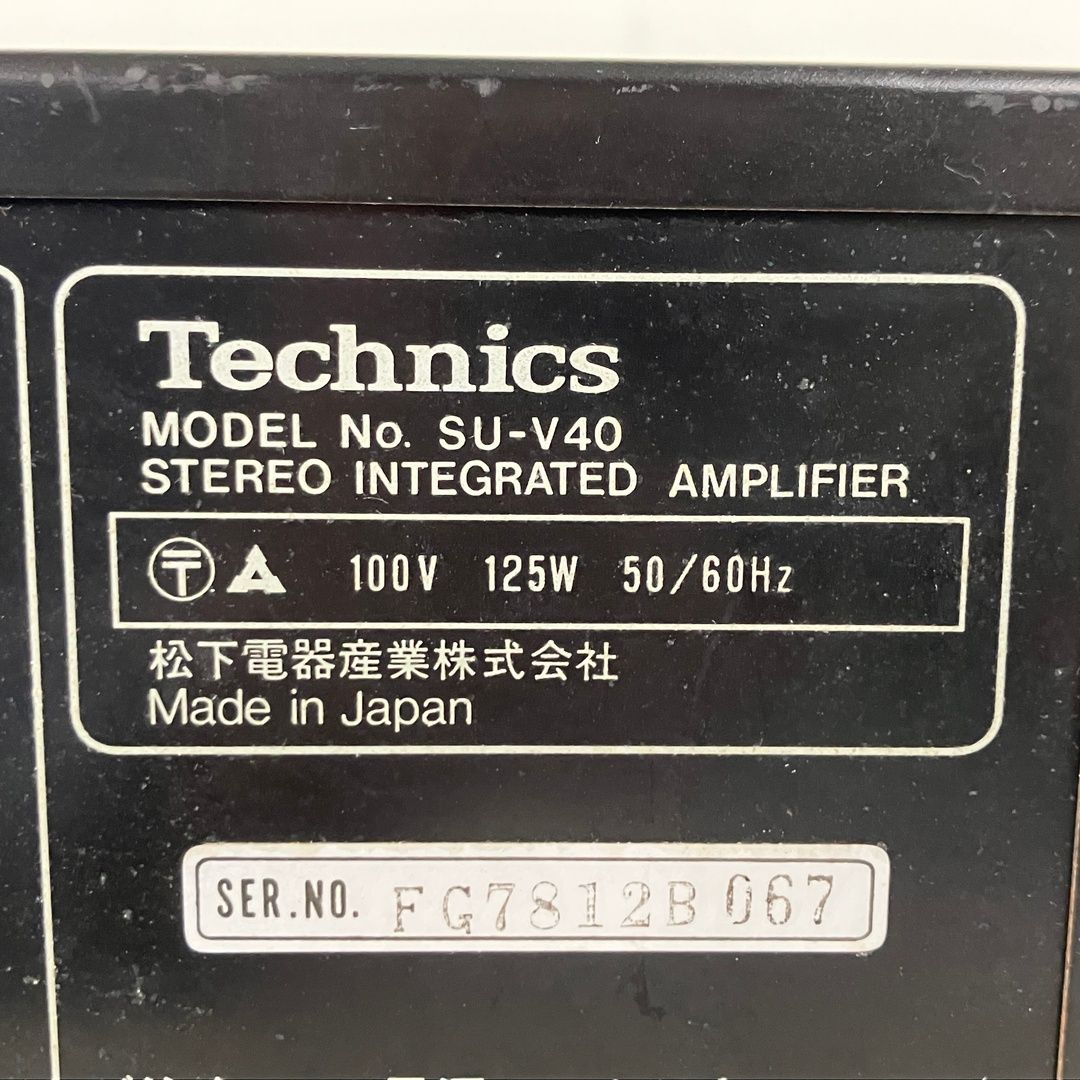 Technics
MODEL No. SU-V40
STEREO INTEGRATED AMPLIFIER
〒 A 100V 125W 50/60Hz
松下電器産業株式会社
Made in Japan
SER.NO. FG7812B067